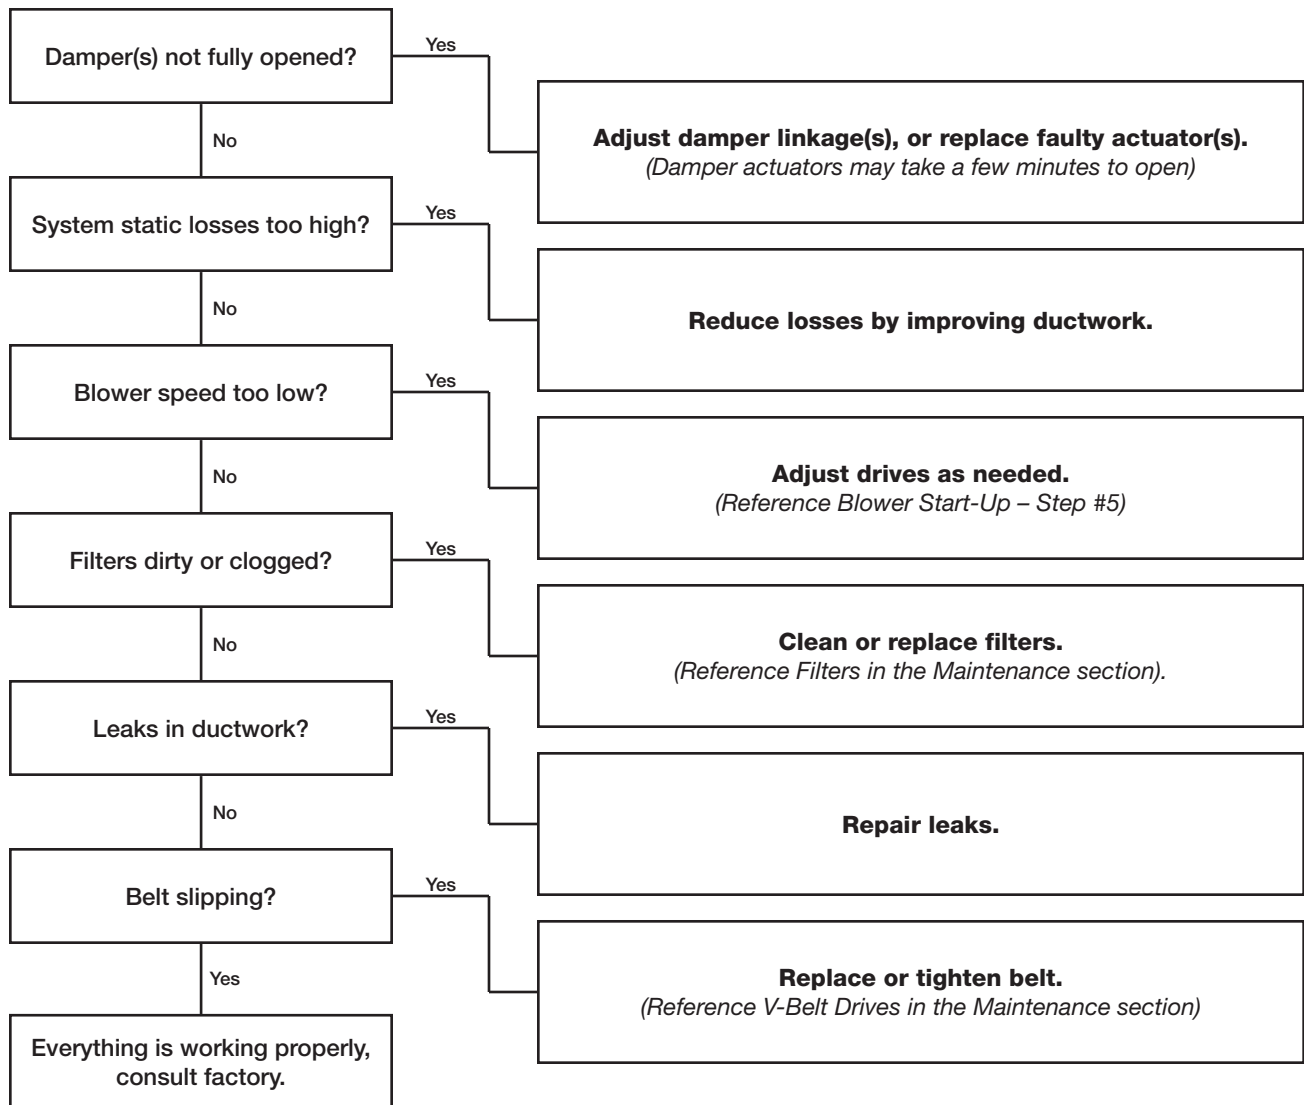 Damper(s) not fully opened?
Yes
Adjust damper linkage(s), or replace faulty actuator(s).
(Damper actuators may take a few minutes to open)
No
System static losses too high?
Yes
Reduce losses by improving ductwork.
No
Blower speed too low?
Yes
Adjust drives as needed.
(Reference Blower Start-Up – Step #5)
No
Filters dirty or clogged?
Yes
Clean or replace filters.
(Reference Filters in the Maintenance section).
No
Leaks in ductwork?
Yes
Repair leaks.
No
Belt slipping?
Yes
Replace or tighten belt.
(Reference V-Belt Drives in the Maintenance section)
Yes
Everything is working properly,
consult factory.